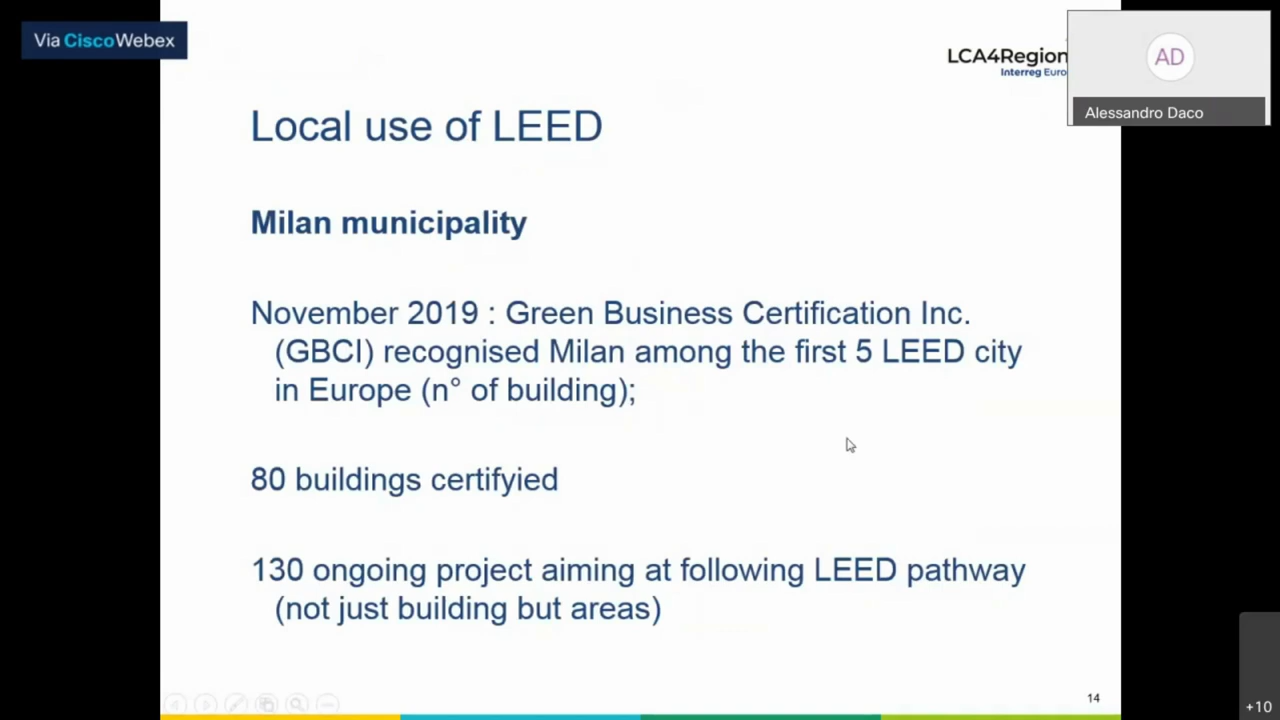 Via CiscoWebex
LCA4Region
Interreg Euro
AD
Alessandro Daco
Local use of LEED
Milan municipality
November 2019 : Green Business Certification Inc.
(GBCI) recognised Milan among the first 5 LEED city
in Europe (n° of building);
80 buildings certifyied
130 ongoing project aiming at following LEED pathway
(not just building but areas)
14
+10